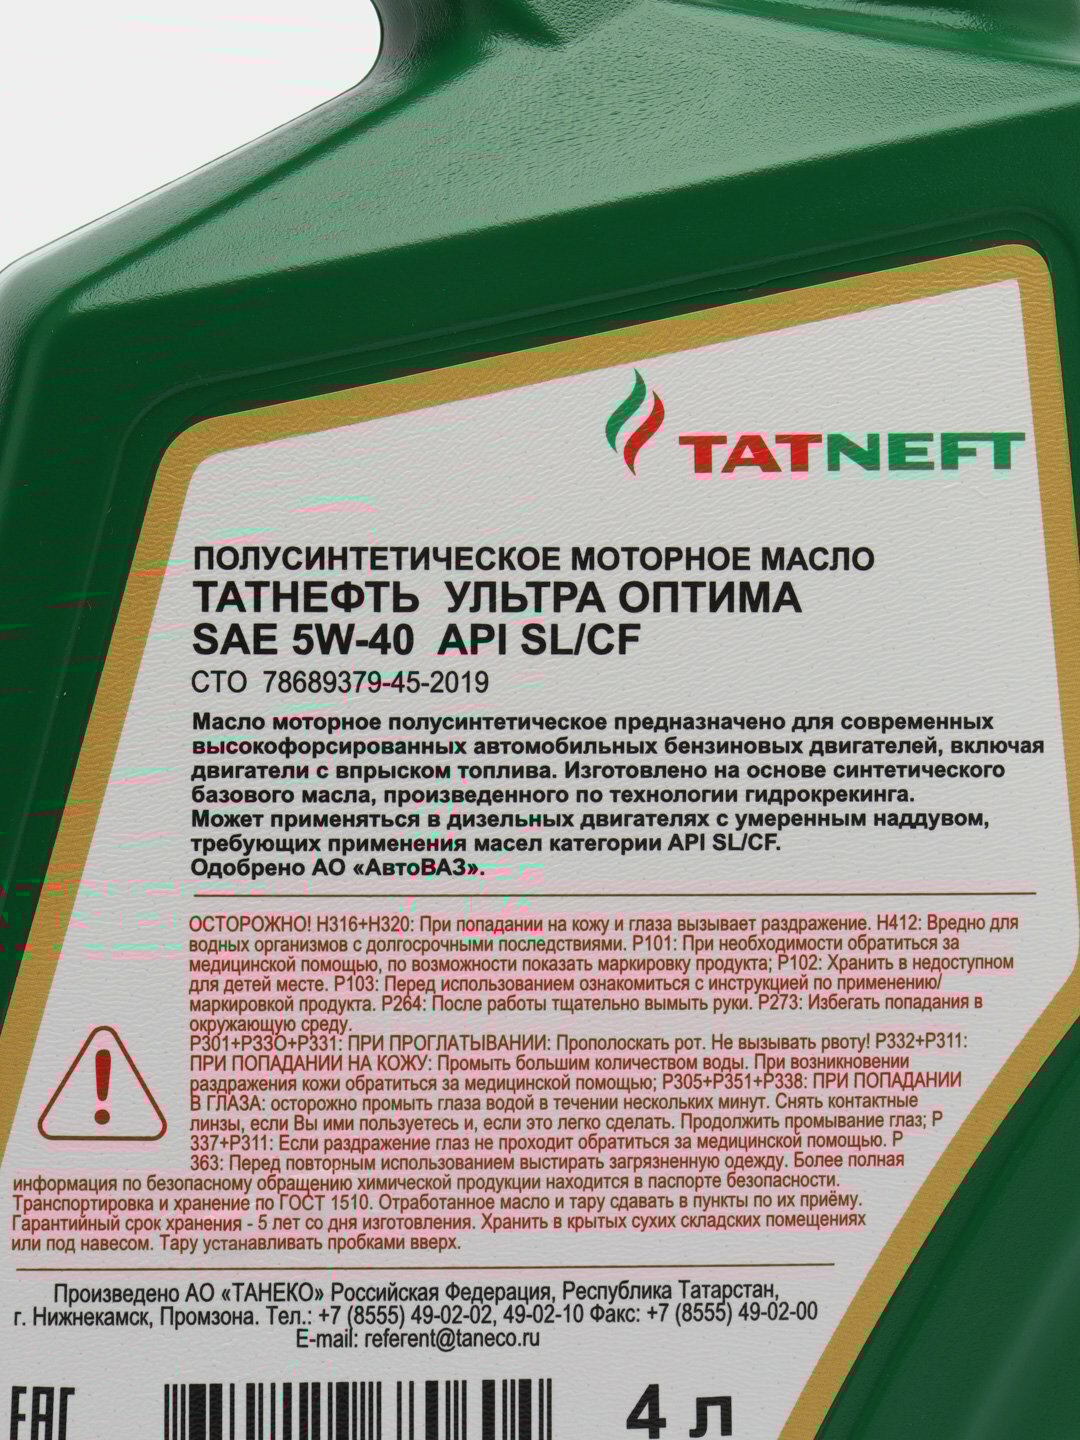 TATNEFT
ПОЛУСИНТЕТИЧЕСКОЕ МОТОРНОЕ МАСЛО
ТАТНЕФТЬ УЛЬТРА ОПТИМА
SAE 5W-40 API SL/CF
СТО 78689379-45-2019
Масло моторное полусинтетическое предназначено для современных
высокофорсированных автомобильных бензиновых двигателей, включая
двигатели с впрыском топлива. Изготовлено на основе синтетического
базового масла, произведенного по технологии гидрокрекинга.
Может применяться в дизельных двигателях с умеренным наддувом,
требующих применения масел категории API SL/CF.
Одобрено АО «АвтоВАЗ».
ОСТОРОЖНО! H316+H320: При попадании на кожу и глаза вызывает раздражение. H412: Вредно для
водных организмов с долгосрочными последствиями. P101: При необходимости обратиться за
медицинской помощью, по возможности показать маркировку продукта; P102: Хранить в недоступном
для детей месте. P103: Перед использованием ознакомиться с инструкцией по применению/
маркировкой продукта. P264: После работы тщательно вымыть руки. P273: Избегать попадания в
окружающую среду.
P301+P33O+P331: ПРИ ПРОГЛАТЫВАНИИ: Прополоскать рот. Не вызывать рвоту! P332+P311:
ПРИ ПОПАДАНИИ НА КОЖУ: Промыть большим количеством воды. При возникновении
раздражения кожи обратиться за медицинской помощью; P305+P351+P338: ПРИ ПОПАДАНИИ
В ГЛАЗА: осторожно промыть глаза водой в течении нескольких минут. Снять контактные
линзы, если Вы ими пользуетесь и, если это легко сделать. Продолжить промывание глаз; P
337+P311: Если раздражение глаз не проходит обратиться за медицинской помощью. P
363: Перед повторным использованием выстирать загрязненную одежду. Более полная
информация по безопасному обращению химической продукции находится в паспорте безопасности.
Транспортировка и хранение по ГОСТ 1510. Отработанное масло и тару сдавать в пункты по их приёму.
Гарантийный срок хранения - 5 лет со дня изготовления. Хранить в крытых сухих складских помещениях
или под навесом. Тару устанавливать пробками вверх.
Произведено АО «ТАНЕКО» Российская Федерация, Республика Татарстан,
г. Нижнекамск, Промзона. Тел.: +7 (8555) 49-02-02, 49-02-10 Факс: +7 (8555) 49-02-00
E-mail: referent@taneco.ru
EAC
4 л